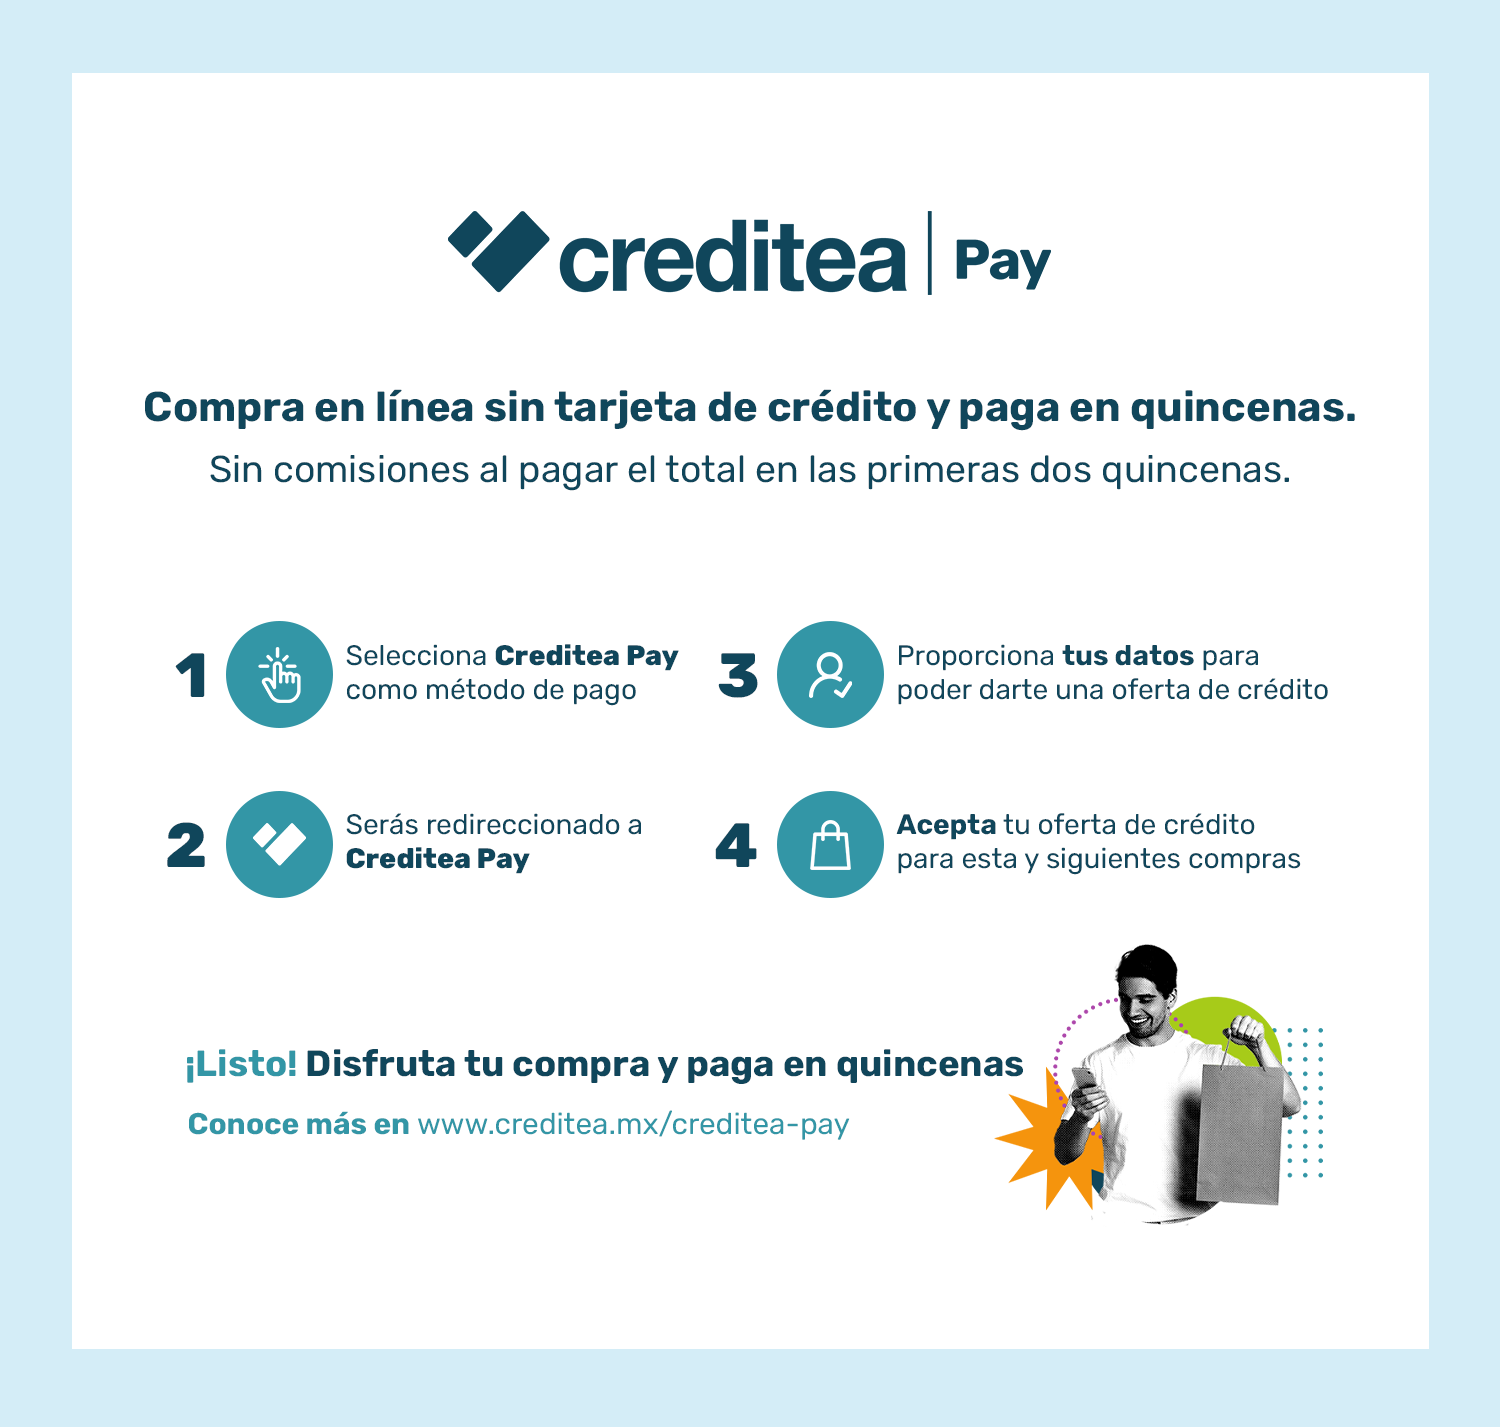 creditea | Pay
Compra en línea sin tarjeta de crédito y paga en quincenas.
Sin comisiones al pagar el total en las primeras dos quincenas.
1
Selecciona Creditea Pay
como método de pago
2
Serás redireccionado a
Creditea Pay
3
Proporciona tus datos para
poder darte una oferta de crédito
4
Acepta tu oferta de crédito
para esta y siguientes compras
¡Listo! Disfruta tu compra y paga en quincenas
Conoce más en www.creditea.mx/creditea-pay